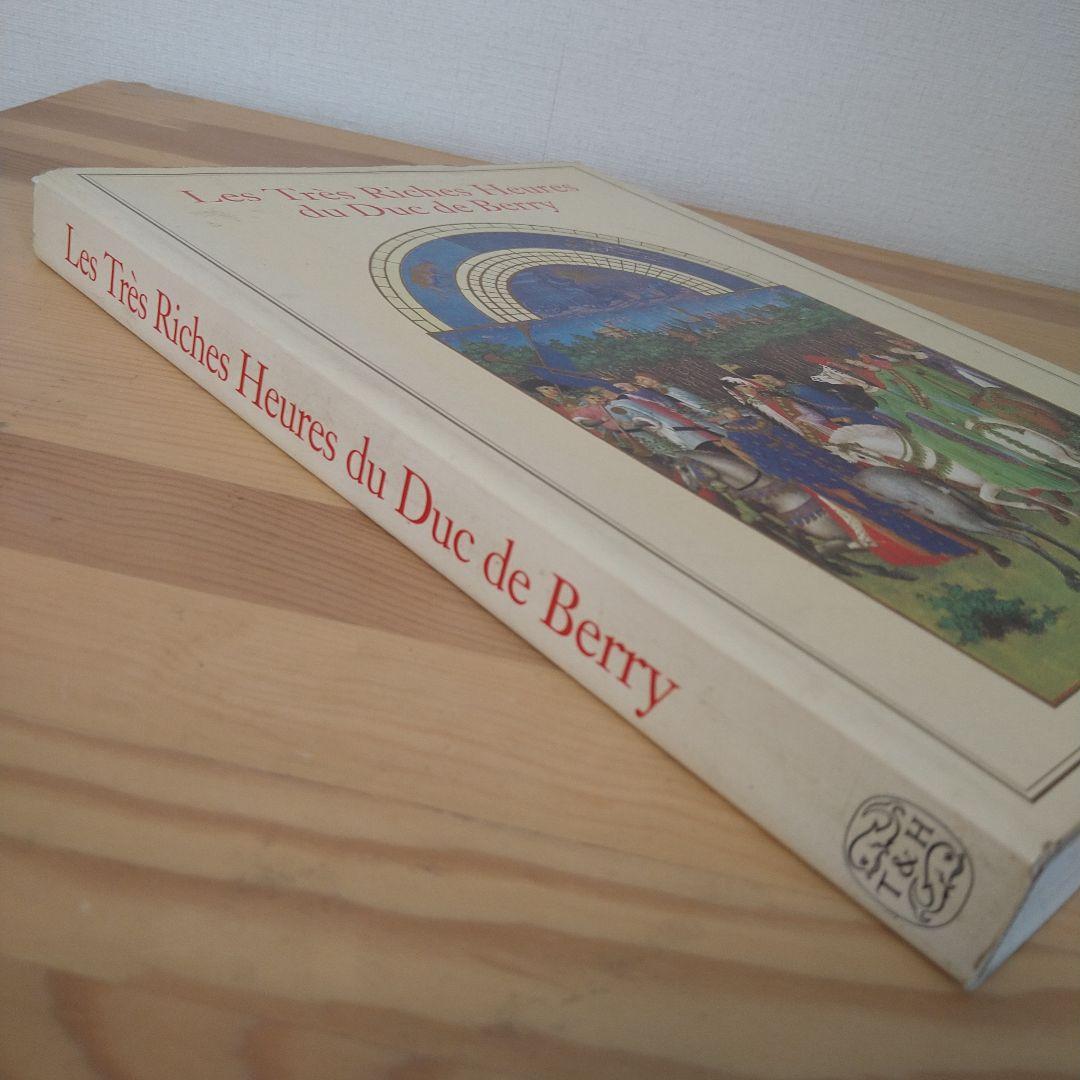 Les Très Riches Heures
du Duc de Berry
Les Très Riches Heures du Duc de Berry
T & H